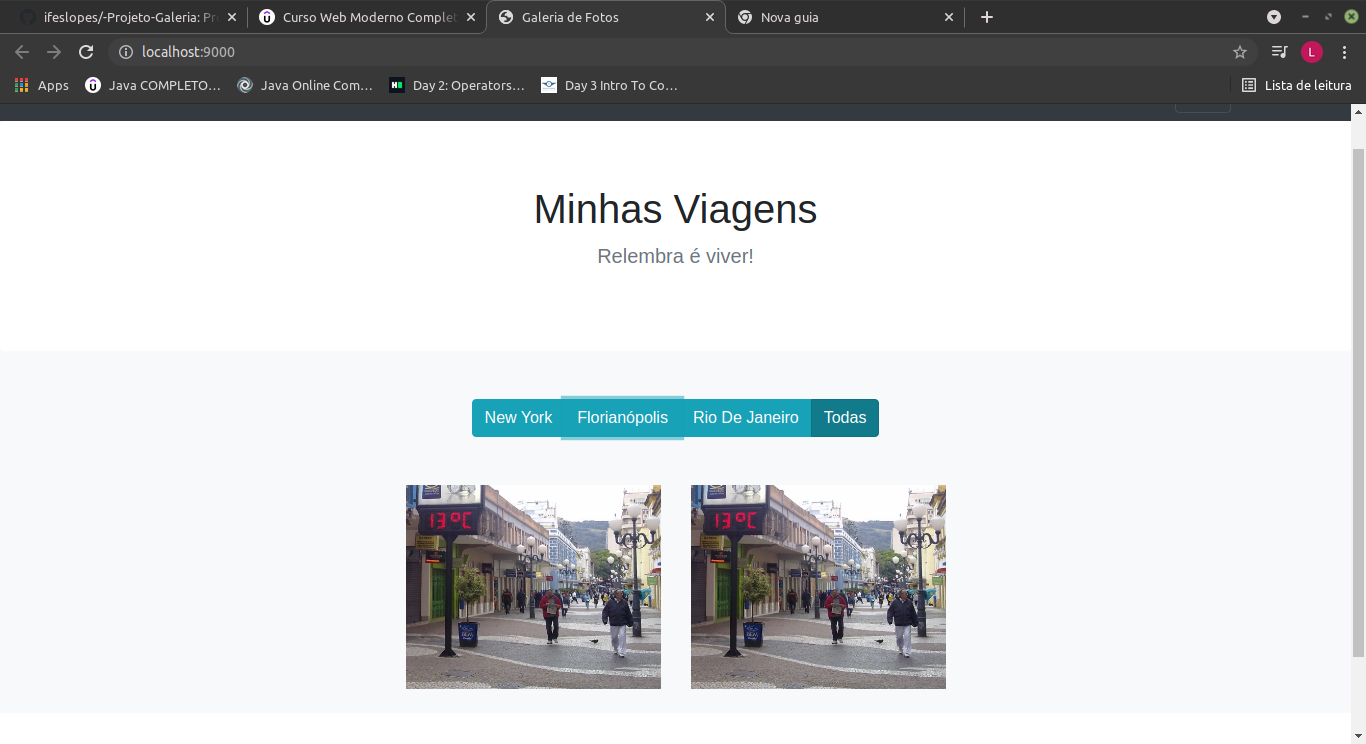 ifeslopes/-Projeto-Galeria: Pr
Curso Web Moderno Complet
Galeria de Fotos
Nova guia
localhost:9000
L
Apps
Java COMPLETO...
Java Online Com...
Day 2: Operators...
Day 3 Intro To Co...
Lista de leitura
Minhas Viagens
Relembra é viver!
New York
Florianópolis
Rio De Janeiro
Todas
13ºC
13ºC